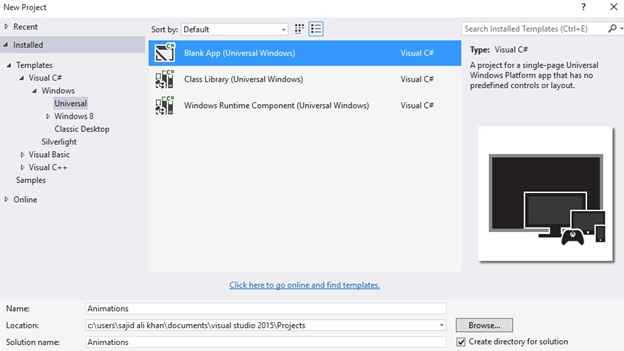 New Project
? ×
Recent
Installed
Sort by: Default
Search Installed Templates (Ctrl+E)
Templates
Visual C#
Windows
Universal
Windows 8
Classic Desktop
Silverlight
Visual Basic
Visual C++
Samples
Online
Blank App (Universal Windows) Visual C#
Class Library (Universal Windows) Visual C#
Windows Runtime Component (Universal Windows) Visual C#
Type: Visual C#
A project for a single-page Universal
Windows Platform app that has no
predefined controls or layout.
Click here to go online and find templates.
Name: Animations
Location: c:\users\sajid ali khan\documents\visual studio 2015\Projects
Browse...
Solution name: Animations
Create directory for solution